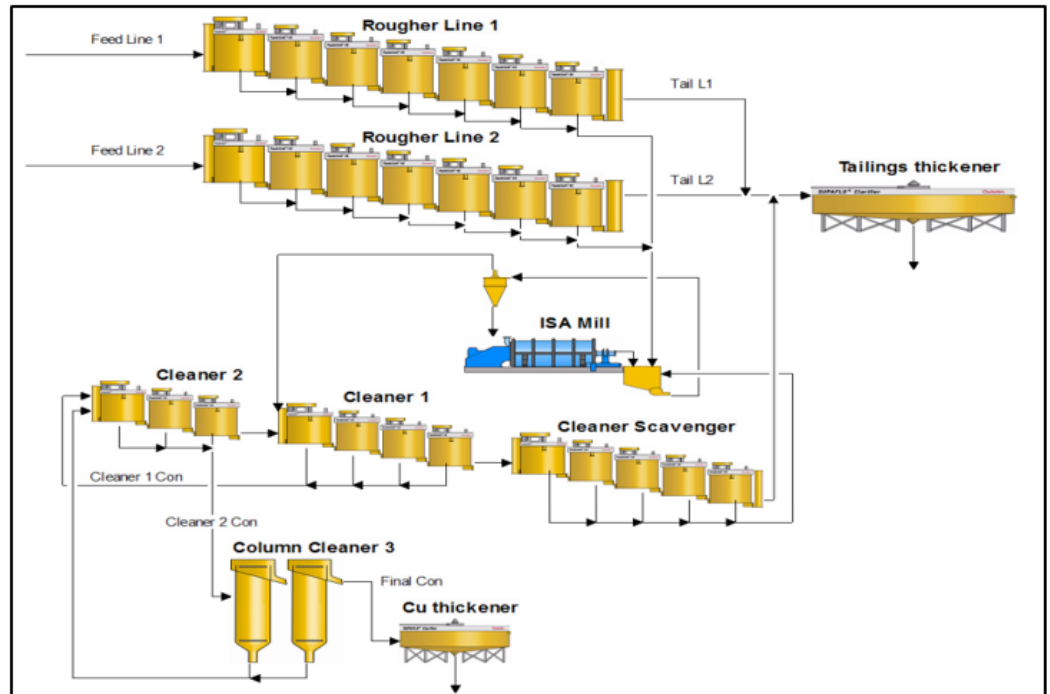 Rougher Line 1
Feed Line 1
Tail L1
Rougher Line 2
Feed Line 2
Tail L2
Tailings thickener
SUPAFLO® Clarifier
ISA Mill
Cleaner 2
Cleaner 1
Cleaner Scavenger
Cleaner 1 Con
Cleaner 2 Con
Column Cleaner 3
Final Con
Cu thickener